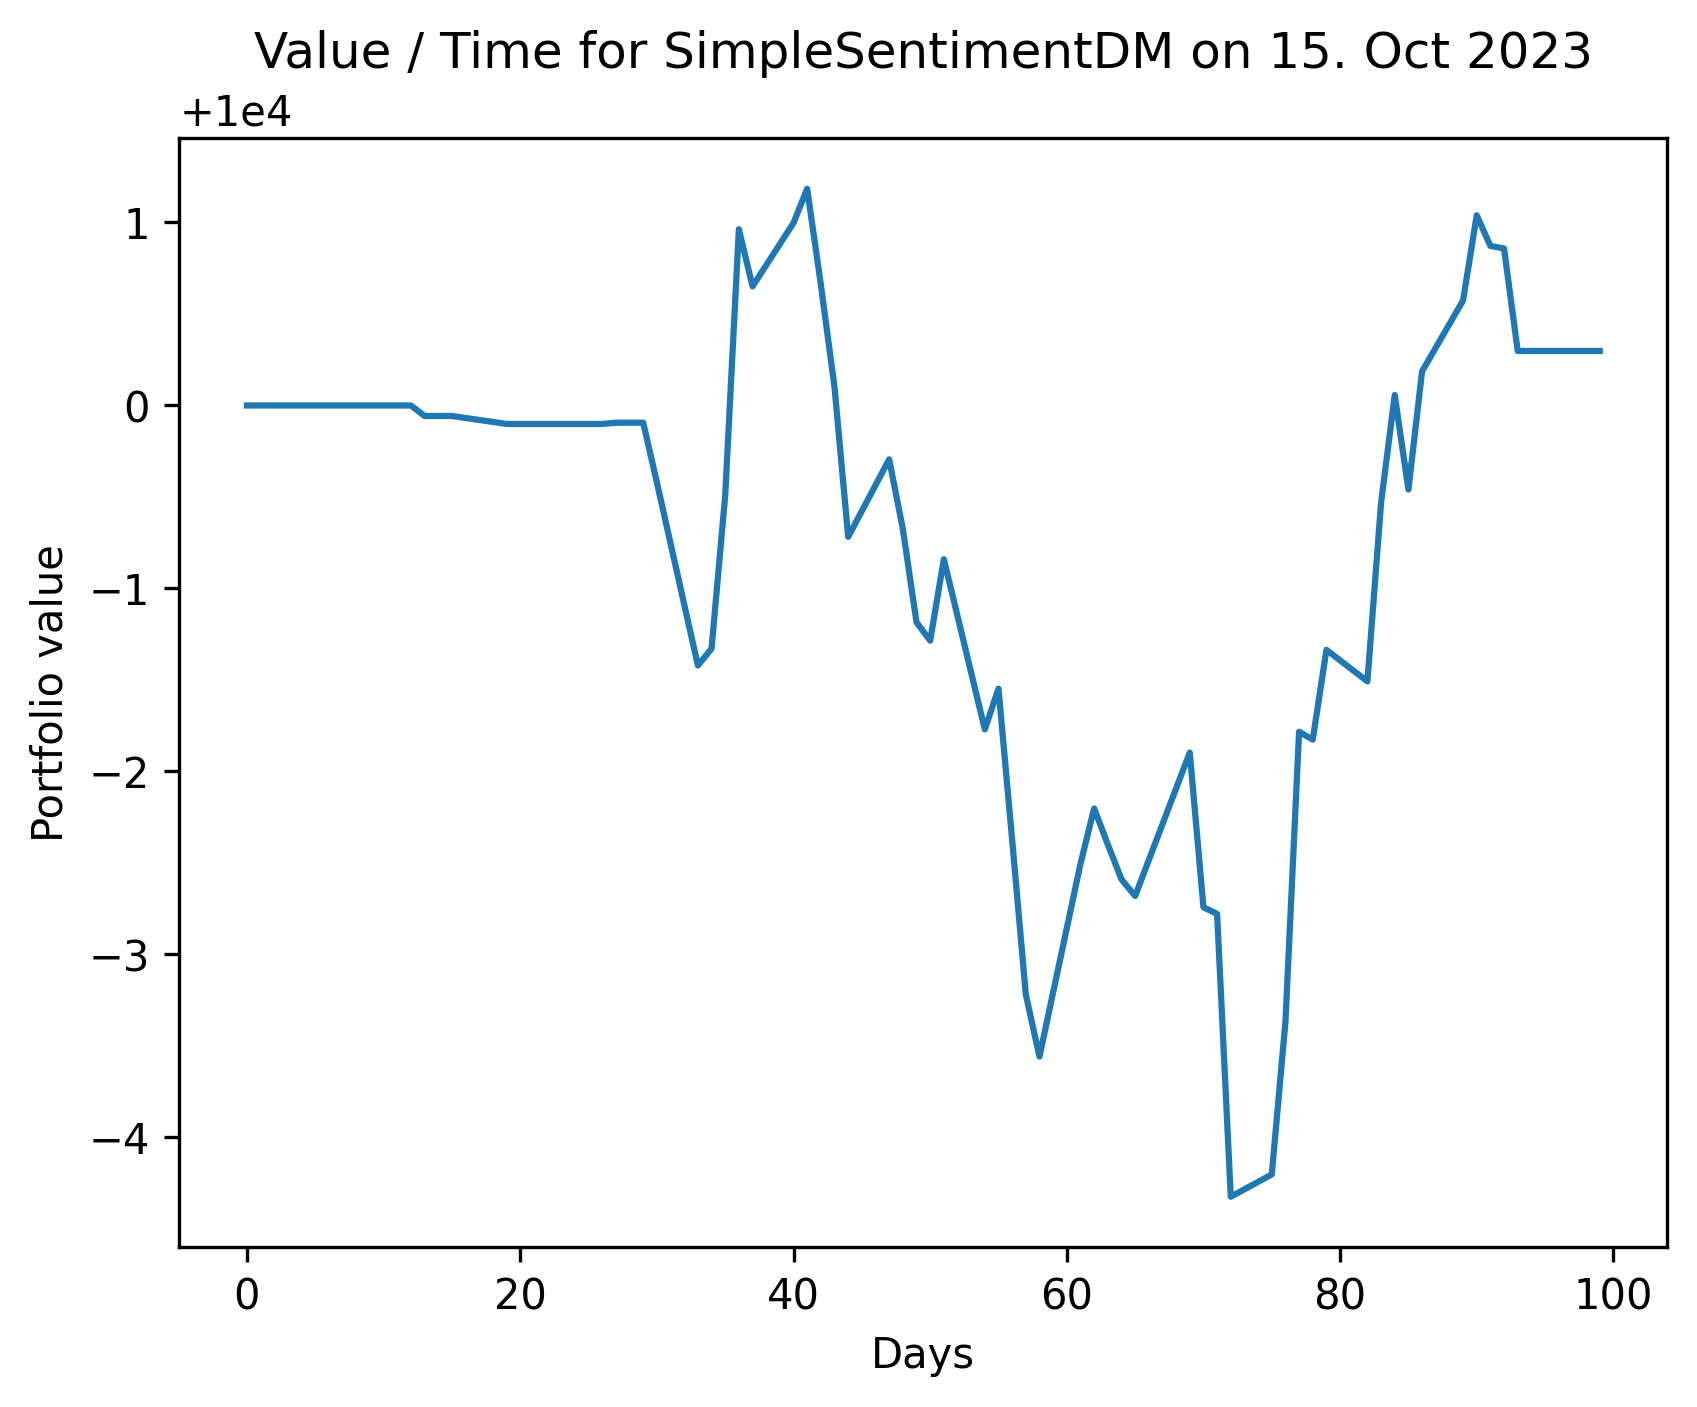 Value / Time for SimpleSentimentDM on 15. Oct 2023
+1e4
1
0
−1
−2
−3
−4
Portfolio value
0 20 40 60 80 100
Days